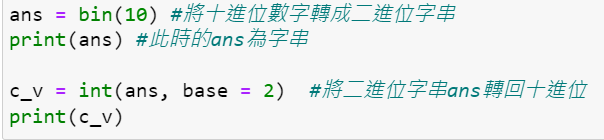 ans = bin(10) #將十進位數字轉成二進位字串
print(ans) #此時的ans為字串
c_v = int(ans, base = 2)  #將二進位字串ans轉回十進位
print(c_v)